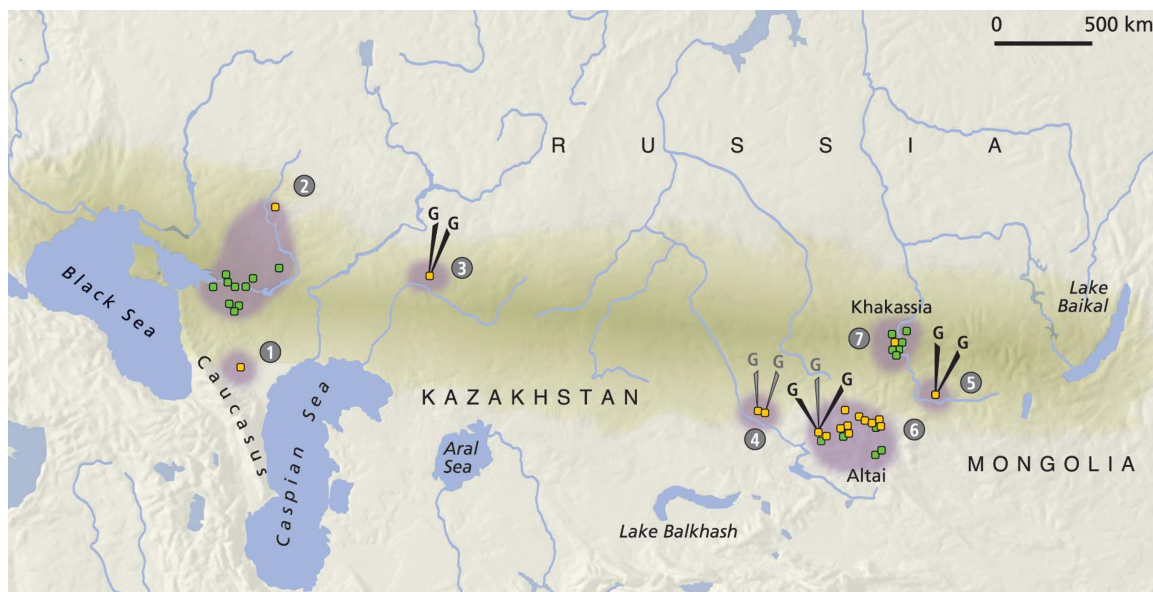 0 500 km
R U S S I A
2
G G
3
Black Sea
Lake
Baikal
Khakassia
7
G G
1
5
G G G G G
Caucasus
KAZAKHSTAN
4
6
Caspian Sea
Aral
Sea
Altai
MONGOLIA
Lake Balkhash